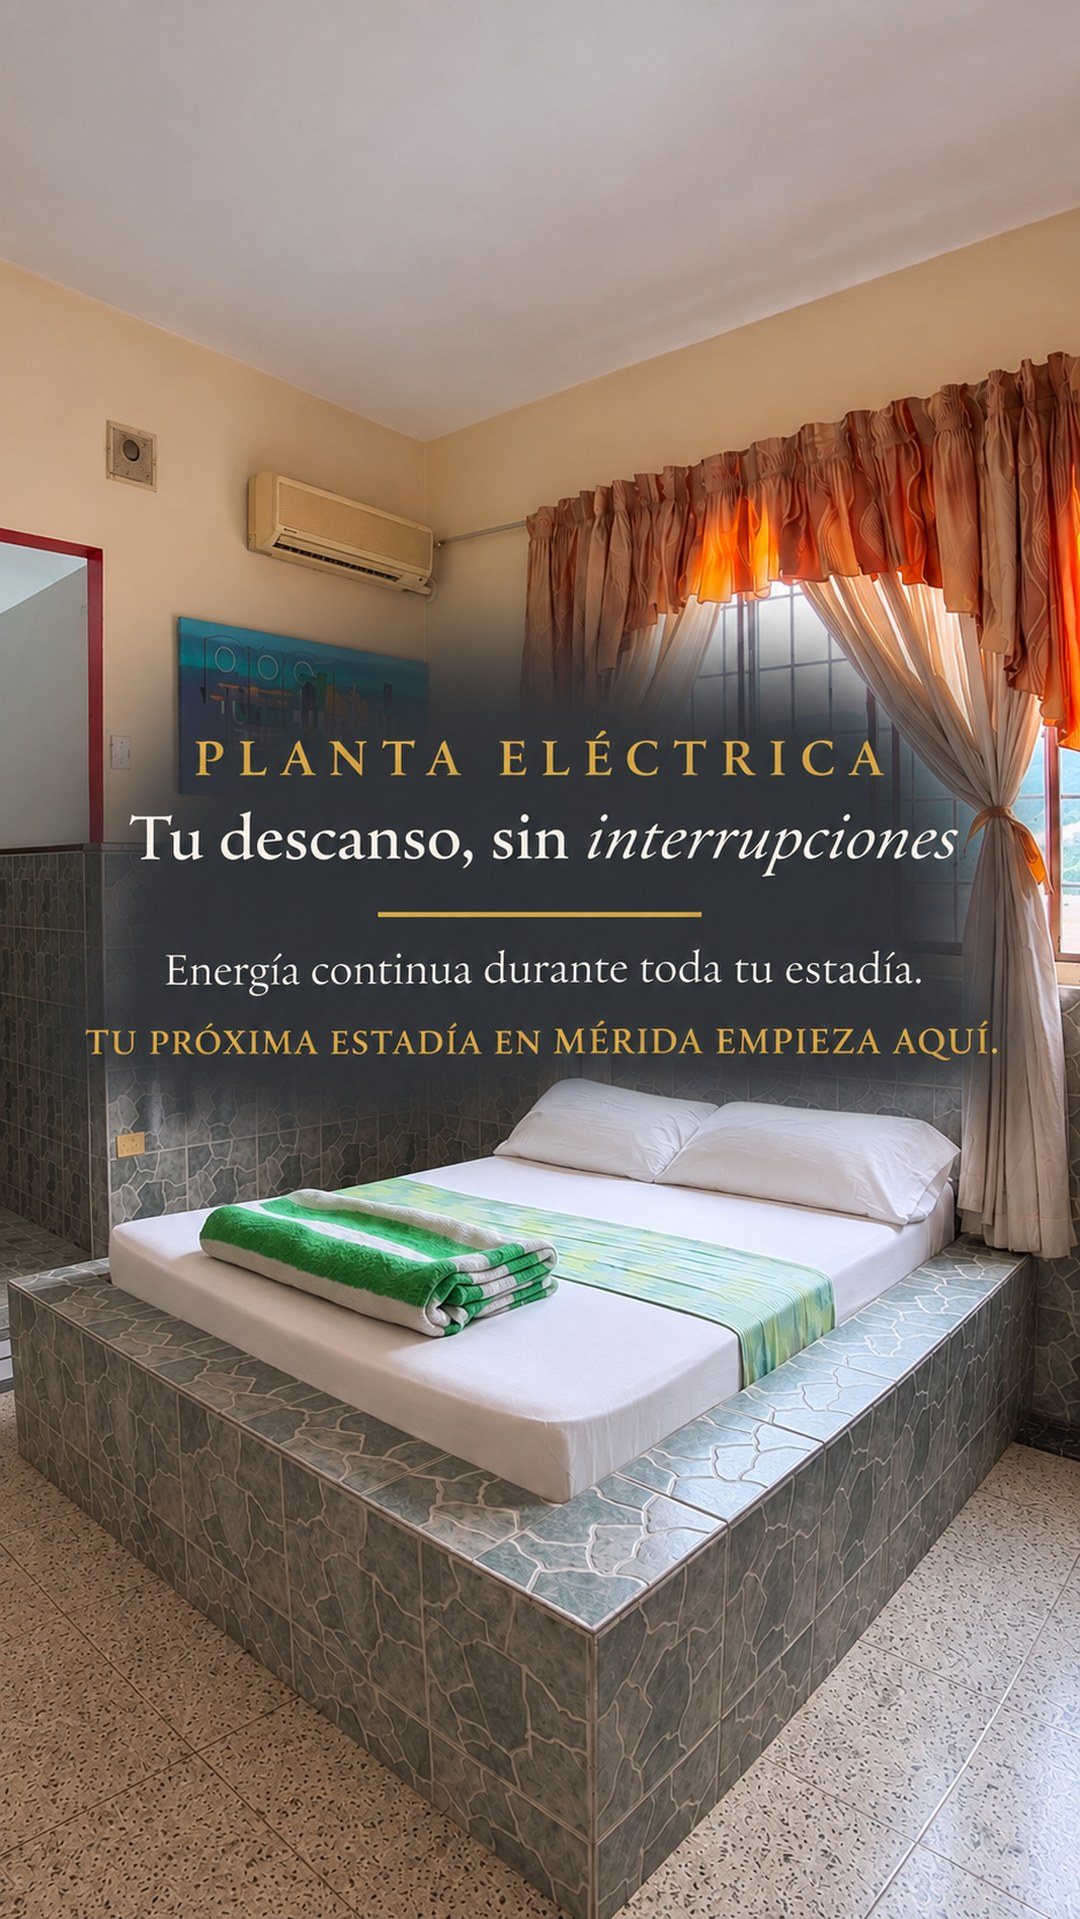 PLANTA ELÉCTRICA
Tu descanso, sin interrupciones
Energía continua durante toda tu estadía.
TU PRÓXIMA ESTADÍA EN MÉRIDA EMPIEZA AQUÍ.